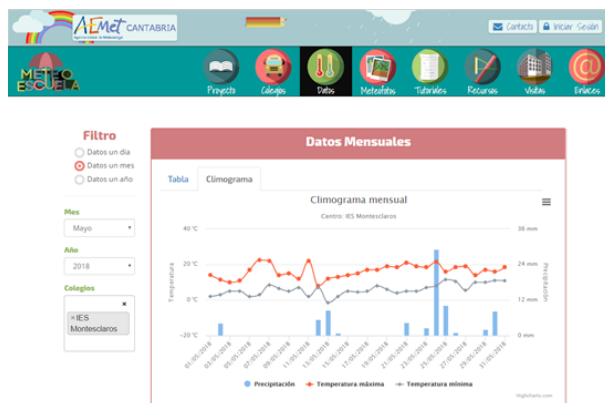 AEMet CANTABRIA
Contacto
Iniciar Sesión
METEO
ESCUELA
Proyecto
Colegios
Datos
Meteofotos
Tutoriales
Recursos
Visitas
Enlaces
Filtro
Datos un día
Datos un mes
Datos un año
Mes
Mayo
Año
2018
Colegios
×
×IES
Montesclaros
Datos Mensuales
Tabla
Climograma
Climograma mensual
Centro: IES Montesclaros
40 °C
20 °C
0 °C
-20 °C
Temperatura
36 mm
24 mm
12 mm
0 mm
Precipitación
01/05/2018
03/05/2018
05/05/2018
07/05/2018
09/05/2018
11/05/2018
13/05/2018
15/05/2018
17/05/2018
19/05/2018
21/05/2018
23/05/2018
25/05/2018
27/05/2018
29/05/2018
31/05/2018
Precipitación
Temperatura máxima
Temperatura mínima
Highcharts.com